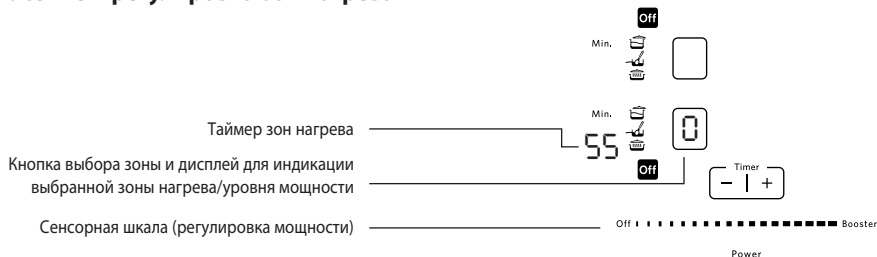 Off
Min.
Min.
Таймер зон нагрева
55
0
Кнопка выбора зоны и дисплей для индикации
выбранной зоны нагрева/уровня мощности
Off
Timer
- | +
Сенсорная шкала (регулировка мощности)
Off
Booster
Power